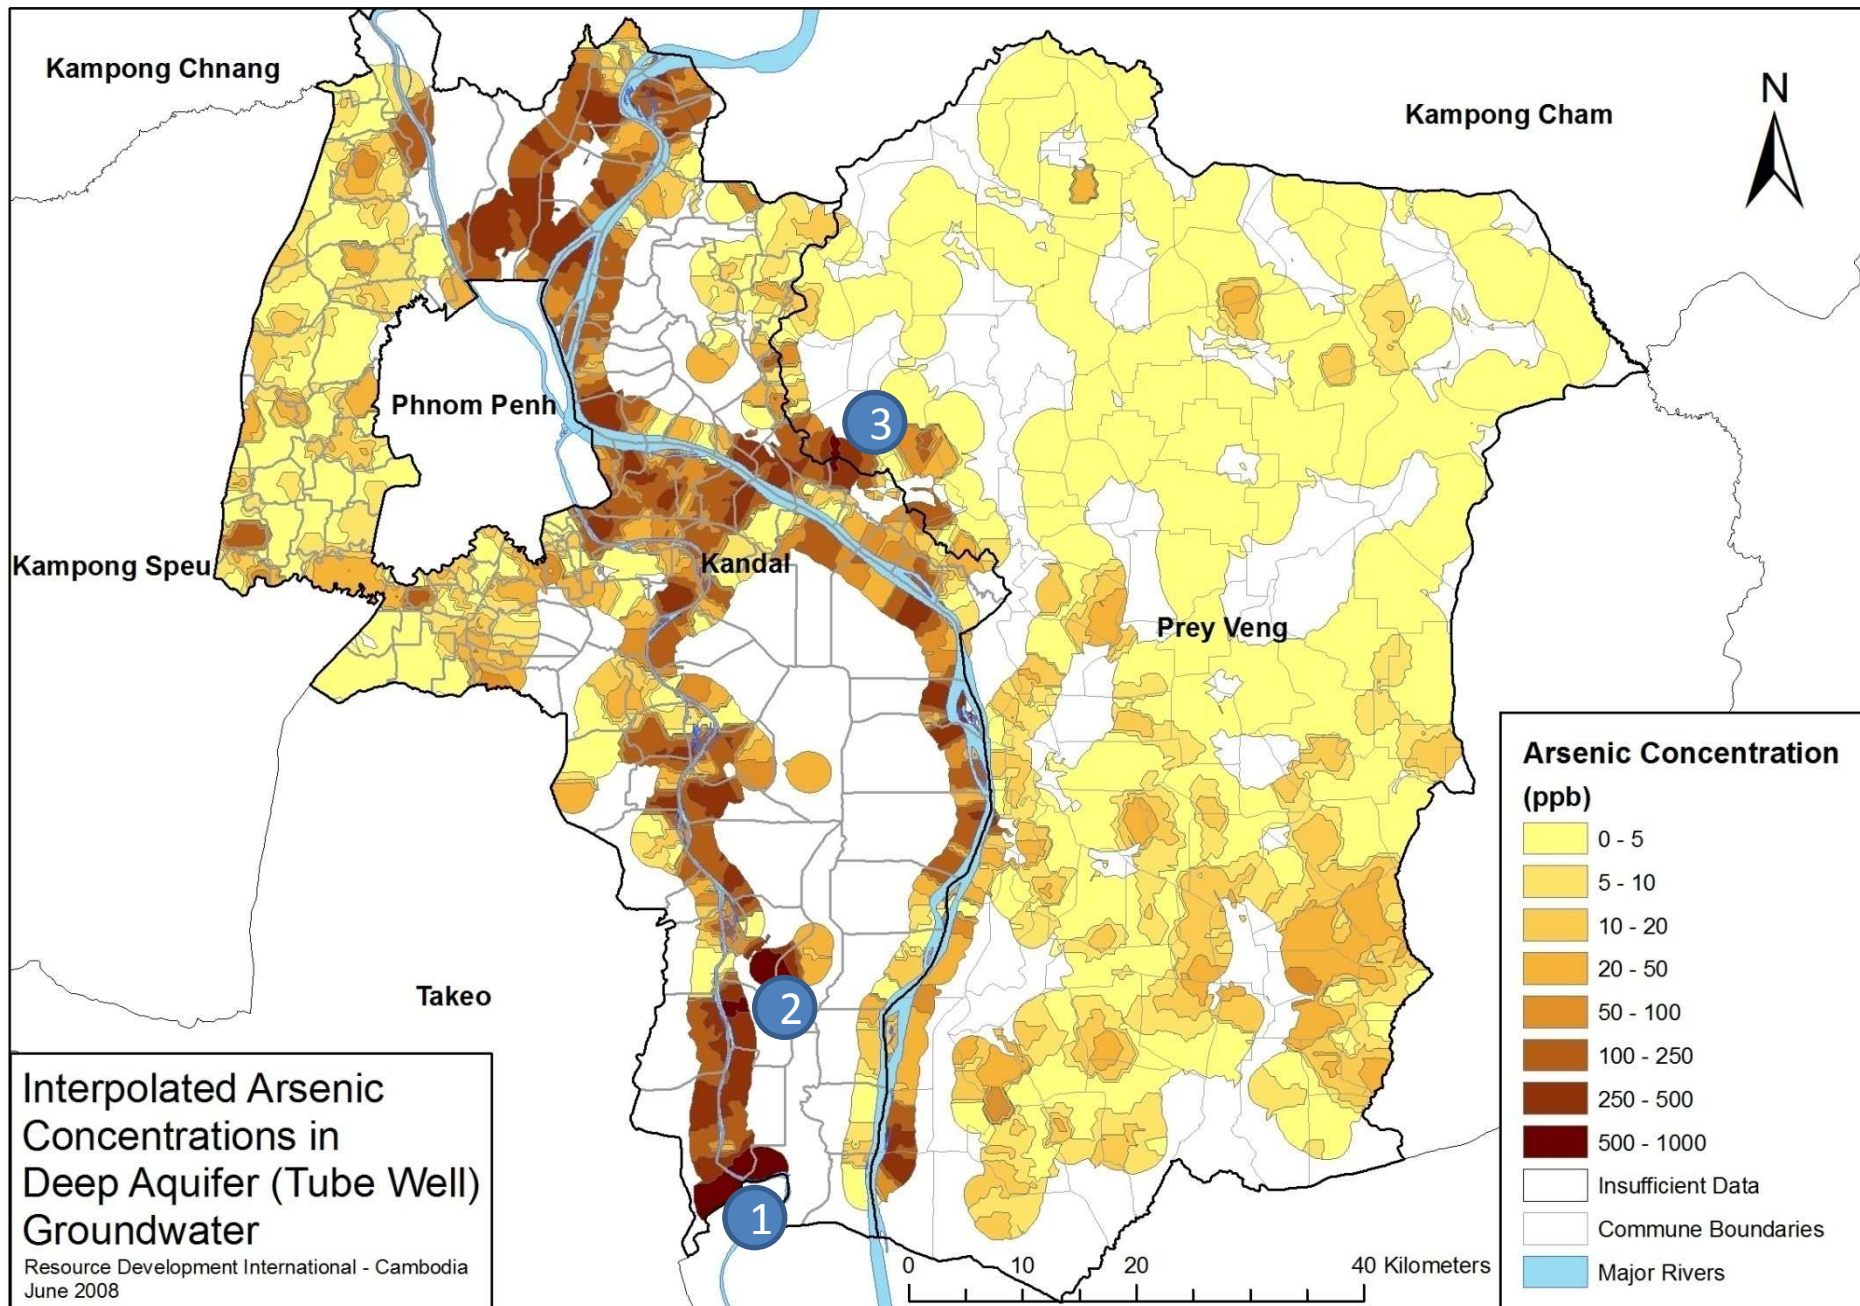 Kampong Chnang
Kampong Cham
N
Phnom Penh
3
Kampong Speu
Kandal
Prey Veng
Takeo
2
1
Arsenic Concentration
(ppb)
0 - 5
5 - 10
10 - 20
20 - 50
50 - 100
100 - 250
250 - 500
500 - 1000
Insufficient Data
Commune Boundaries
Major Rivers
Interpolated Arsenic
Concentrations in
Deep Aquifer (Tube Well)
Groundwater
Resource Development International - Cambodia
June 2008
0 10 20 40 Kilometers